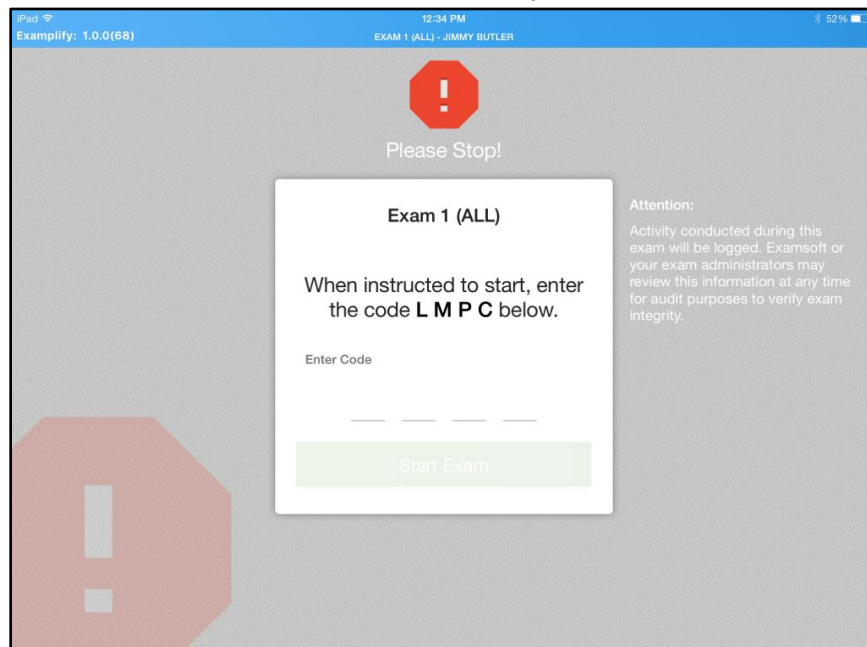 iPad 12:34 PM 52%
Examplify: 1.0.0(68) EXAM 1 (ALL) - JIMMY BUTLER
Please Stop!
Exam 1 (ALL)
When instructed to start, enter
the code L M P C below.
Enter Code
Start Exam
Attention:
Activity conducted during this
exam will be logged. Examsoft or
your exam administrators may
review this information at any time
for audit purposes to verify exam
integrity.